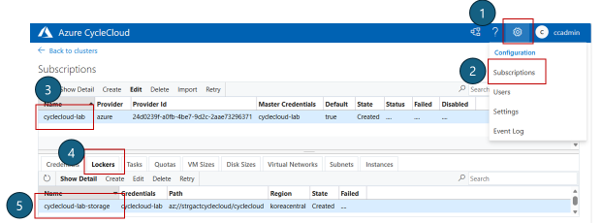 1
Azure CycleCloud
?
C
ccadmin
← Back to clusters
Configuration
Subscriptions
2
Subscriptions
Users
Settings
Event Log
3
Show Detail Create Edit Delete Import Retry
Search
Name Provider Provider Id Master Credentials Default State Status Failed Disabled
cyclecloud-lab azure 24d0239f-a0fb-4be7-9d2c-2aae73296371 cyclecloud-lab true Created ... ... ...
4
Lockers Tasks Quotas VM Sizes Disk Sizes Virtual Networks Subnets Instances
Show Detail Create Edit Delete Retry
Search
5
Name Credentials Path Region State Failed
cyclecloud-lab-storage cyclecloud-lab az://strgactcyclecloud/cyclecloud koreacentral Created ...